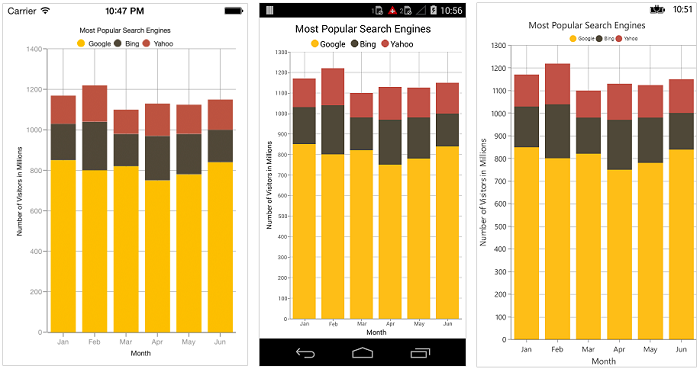 Carrier 10:47 PM
Most Popular Search Engines
Google Bing Yahoo
Number of Visitors in Millions
1400
1200
1000
800
600
400
200
0
Jan Feb Mar Apr May Jun
Month
10:56
Most Popular Search Engines
Google Bing Yahoo
Number of Visitors in Millions
1300
1200
1100
1000
900
800
700
600
500
400
300
200
100
0
Jan Feb Mar Apr May Jun
Month
10:51
Most Popular Search Engines
Google Bing Yahoo
Number of Visitors in Millions
1300
1200
1100
1000
900
800
700
600
500
400
300
200
100
0
Jan Feb Mar Apr May Jun
Month